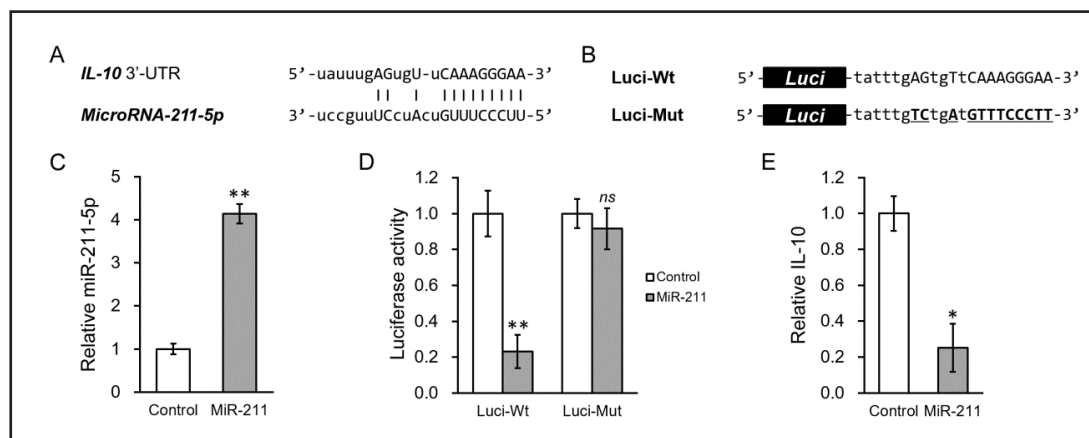 A
IL-10 3'-UTR 5'-uauuugAGugU-uCAAAGGGAA-3'
MicroRNA-211-5p 3'-uccguuUCcuAcuGUUUCCCUU-5'
B
Luci-Wt 5'- Luci -tatttgAGtgTtCAAAGGGAA-3'
Luci-Mut 5'- Luci -tatttgTCtgAtGTTTCCCTT-3'
C
Relative miR-211-5p
5
4
3
2
1
0
**
Control MiR-211
D
Luciferase activity
1.2
1.0
0.8
0.6
0.4
0.2
0.0
**
ns
Luci-Wt Luci-Mut
Control
MiR-211
E
Relative IL-10
1.2
1.0
0.8
0.6
0.4
0.2
0.0
*
Control MiR-211